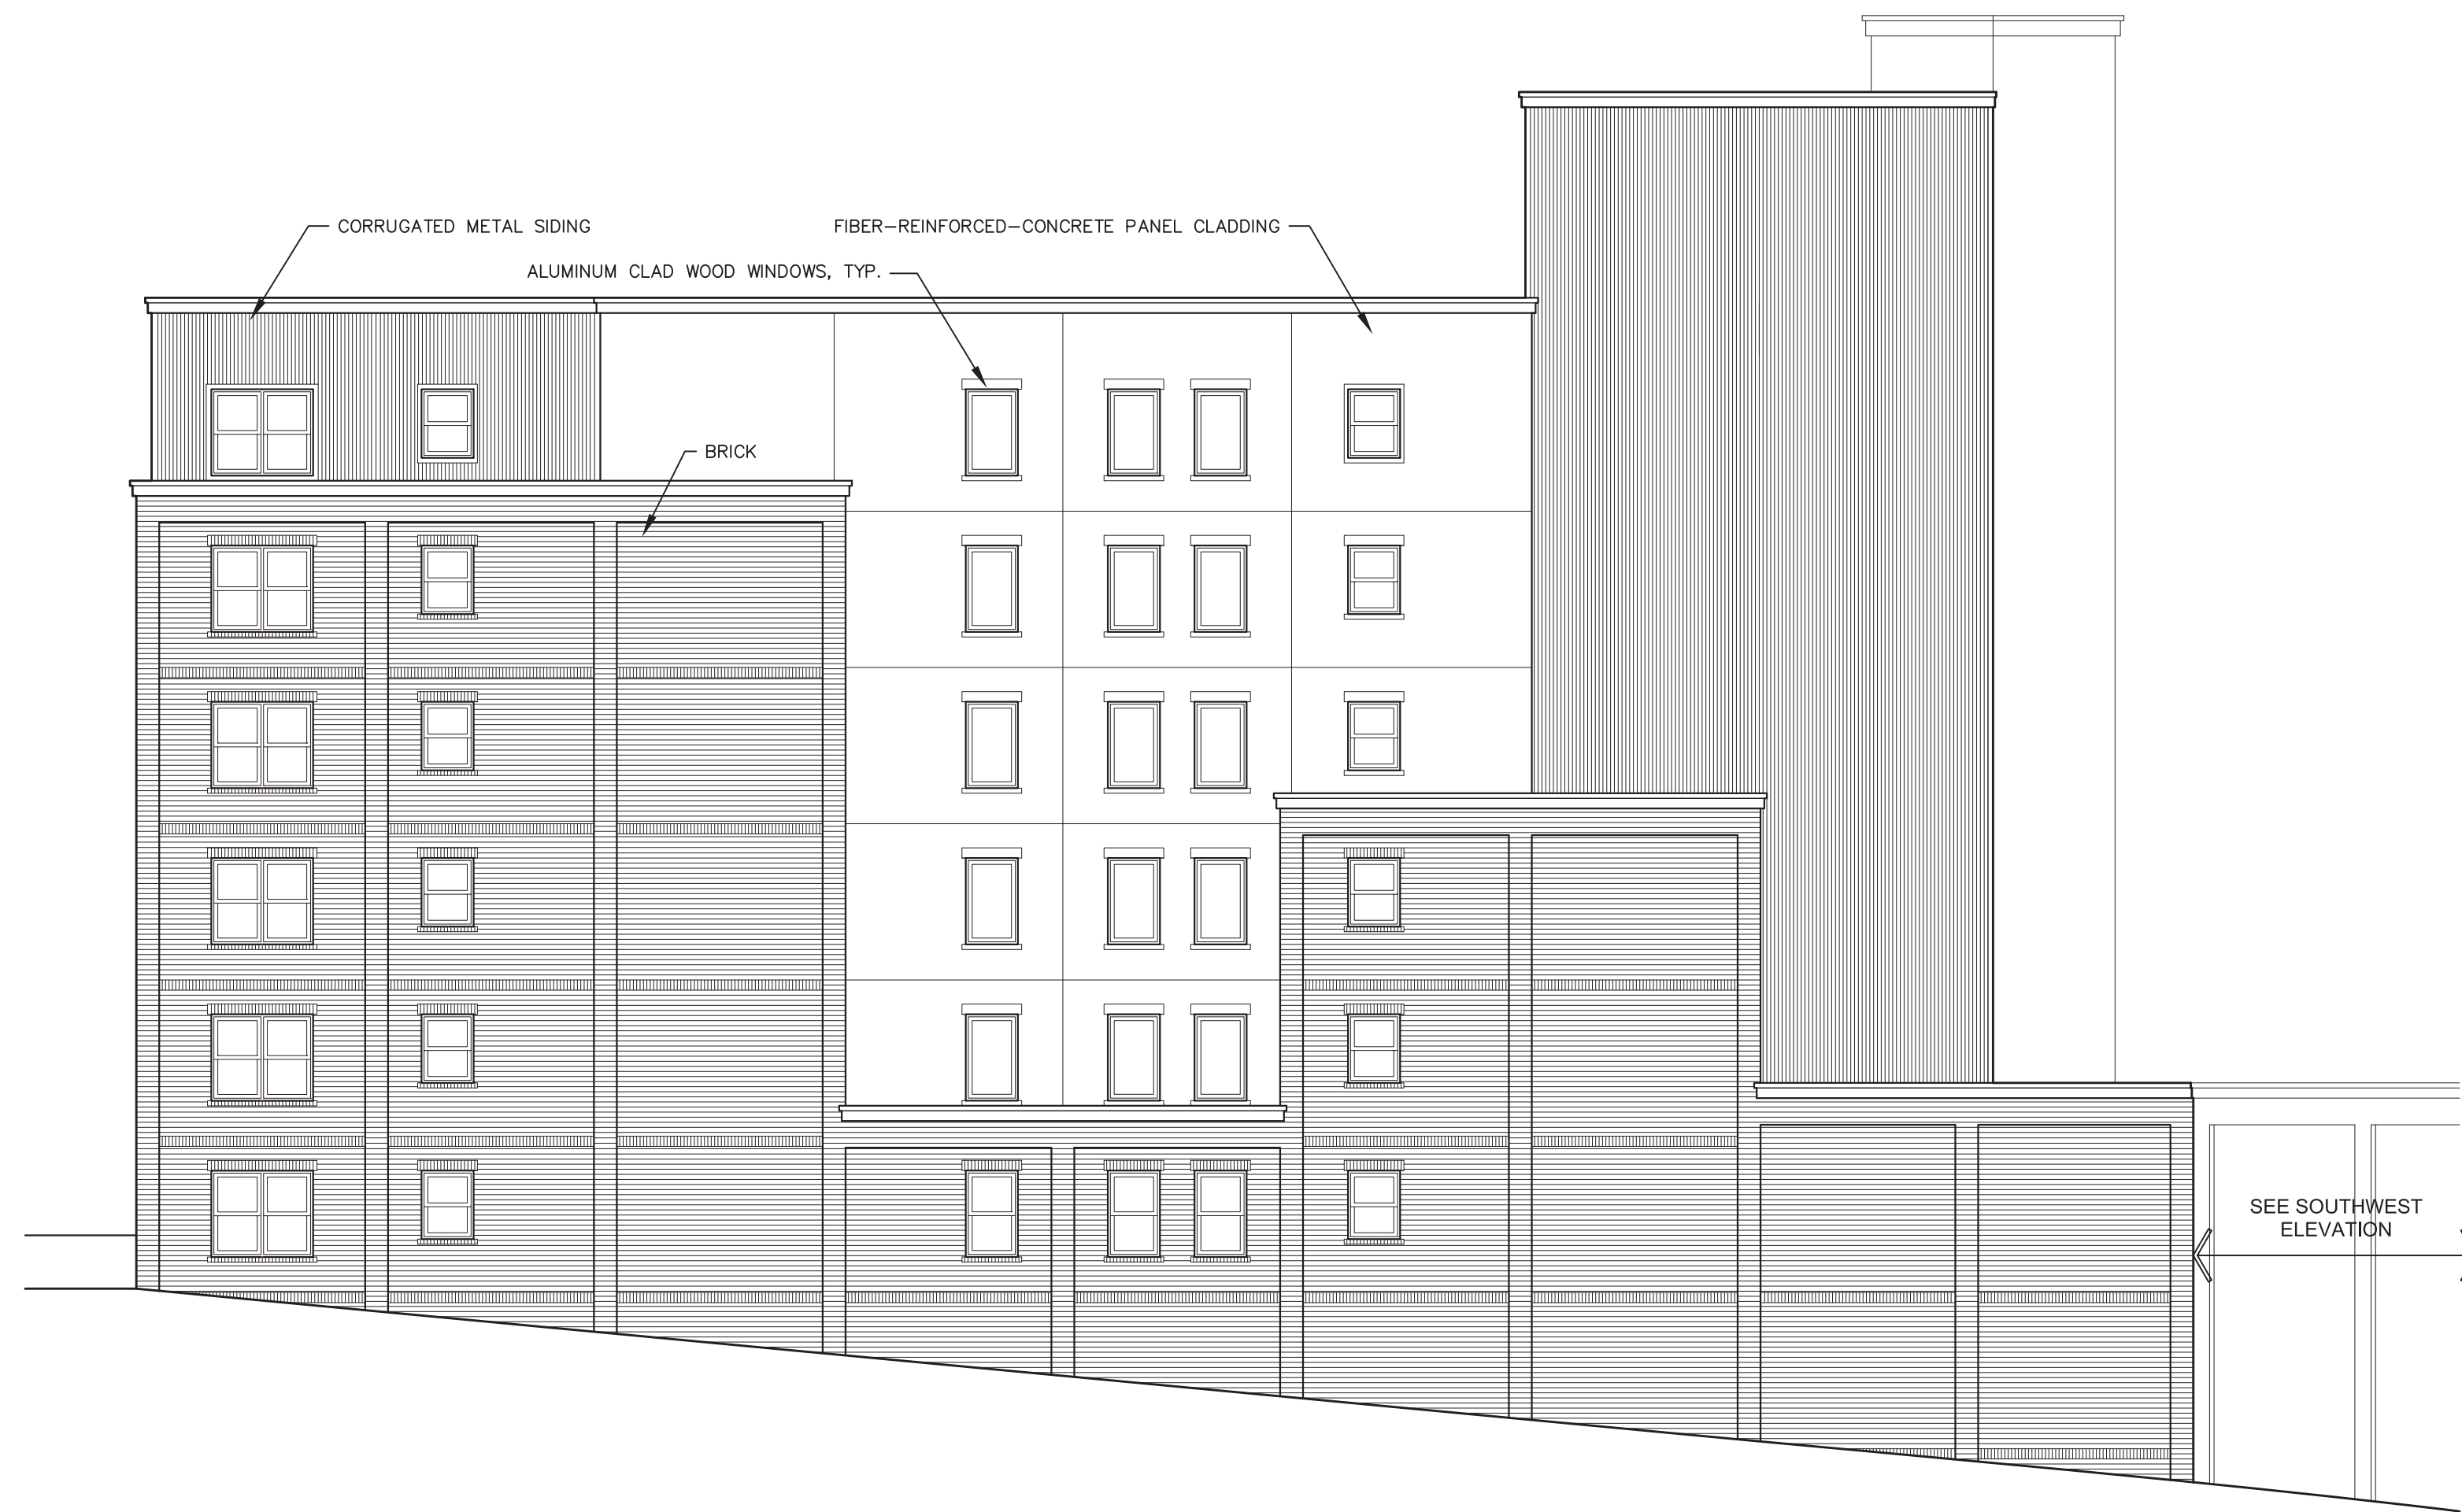 CORRUGATED METAL SIDING
FIBER-REINFORCED-CONCRETE PANEL CLADDING
ALUMINUM CLAD WOOD WINDOWS, TYP.
BRICK
SEE SOUTHWEST
ELEVATION